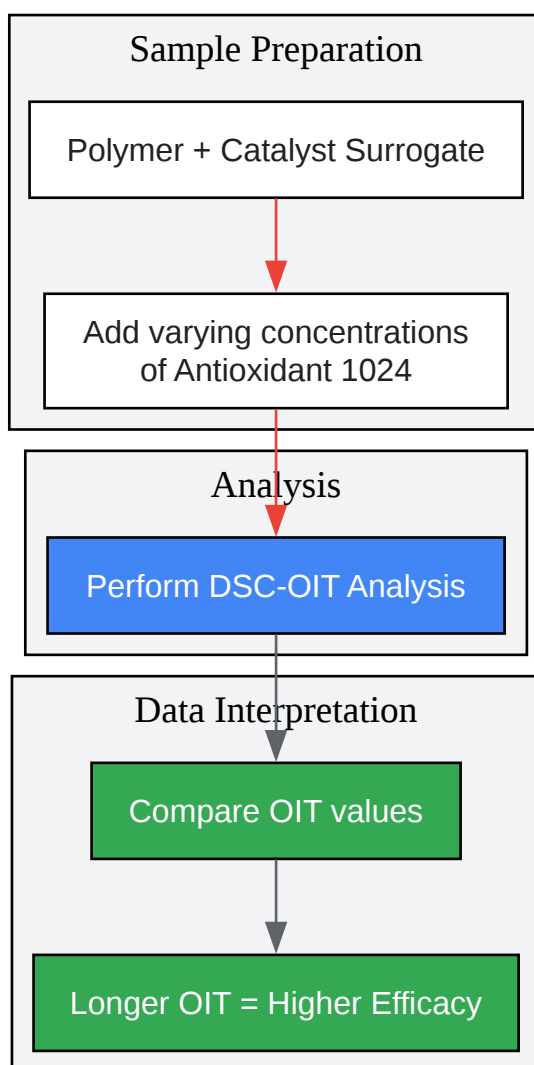 Sample Preparation
Polymer + Catalyst Surrogate
Add varying concentrations
of Antioxidant 1024
Analysis
Perform DSC-OIT Analysis
Data Interpretation
Compare OIT values
Longer OIT = Higher Efficacy